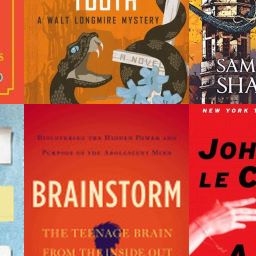 TOOTH
A WALT LONGMIRE MYSTERY
A NOVEL
SAM
SHA
NEW YORK T
DISCOVERING THE HIDDEN POWER AND
PURPOSE OF THE ADOLESCENT MIND
BRAINSTORM
THE TEENAGE BRAIN
FROM THE INSIDE OUT
JOH
LE C